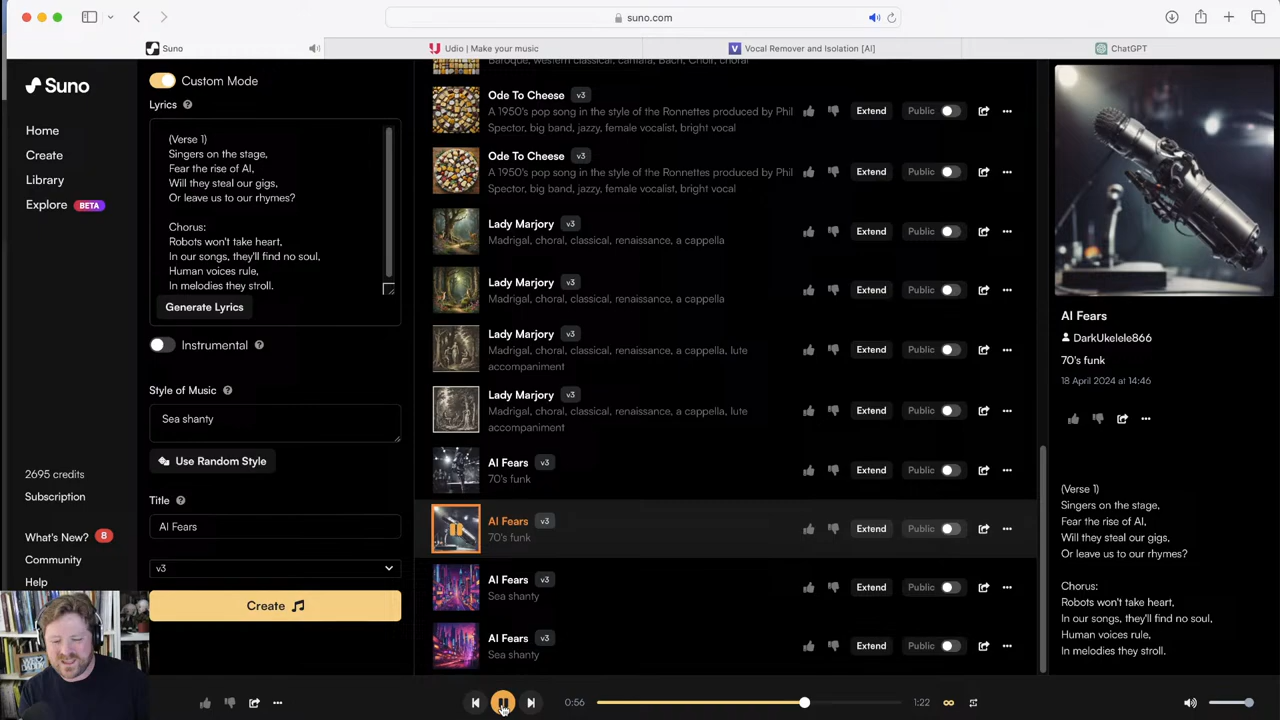 suno.com
Suno
Udio | Make your music
Vocal Remover and Isolation [AI]
ChatGPT
Suno
Home
Create
Library
Explore BETA
2695 credits
Subscription
What's New? 8
Community
Help
Custom Mode
Lyrics
(Verse 1)
Singers on the stage,
Fear the rise of AI,
Will they steal our gigs,
Or leave us to our rhymes?
Chorus:
Robots won't take heart,
In our songs, they'll find no soul,
Human voices rule,
In melodies they stroll.
Generate Lyrics
Instrumental
Style of Music
Sea shanty
Use Random Style
Title
AI Fears
v3
Create
Baroque, western classical, cantata, Bach, Choir, choral
Ode To Cheese v3
A 1950's pop song in the style of the Ronnettes produced by Phil
Spector, big band, jazzy, female vocalist, bright vocal
Extend Public
Ode To Cheese v3
A 1950's pop song in the style of the Ronnettes produced by Phil
Spector, big band, jazzy, female vocalist, bright vocal
Extend Public
Lady Marjory v3
Madrigal, choral, classical, renaissance, a cappella
Extend Public
Lady Marjory v3
Madrigal, choral, classical, renaissance, a cappella
Extend Public
Lady Marjory v3
Madrigal, choral, classical, renaissance, a cappella, lute
accompaniment
Extend Public
Lady Marjory v3
Madrigal, choral, classical, renaissance, a cappella, lute
accompaniment
Extend Public
AI Fears v3
70's funk
Extend Public
AI Fears v3
70's funk
Extend Public
AI Fears v3
Sea shanty
Extend Public
AI Fears v3
Sea shanty
Extend Public
AI Fears
DarkUkelele866
70's funk
18 April 2024 at 14:46
(Verse 1)
Singers on the stage,
Fear the rise of AI,
Will they steal our gigs,
Or leave us to our rhymes?
Chorus:
Robots won't take heart,
In our songs, they'll find no soul,
Human voices rule,
In melodies they stroll.
0:56
1:22